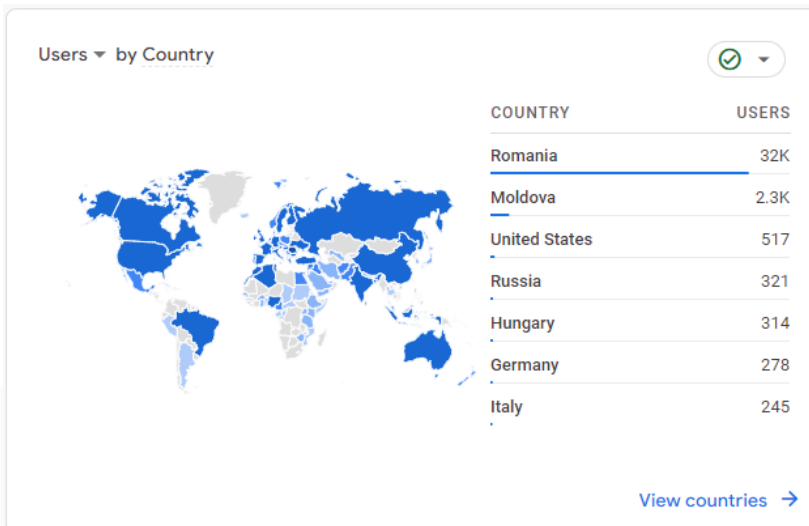 Users by Country
COUNTRY USERS
Romania 32K
Moldova 2.3K
United States 517
Russia 321
Hungary 314
Germany 278
Italy 245
View countries